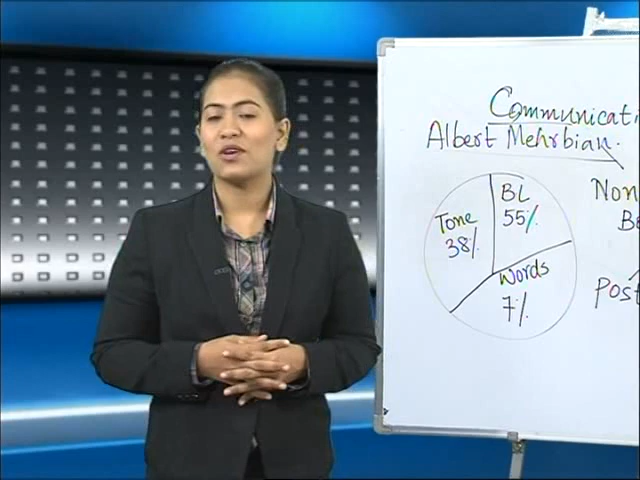 Communicati
Albert Mehrbian.
Tone
38%
BL
55%
Words
7%
Non
Be
Post